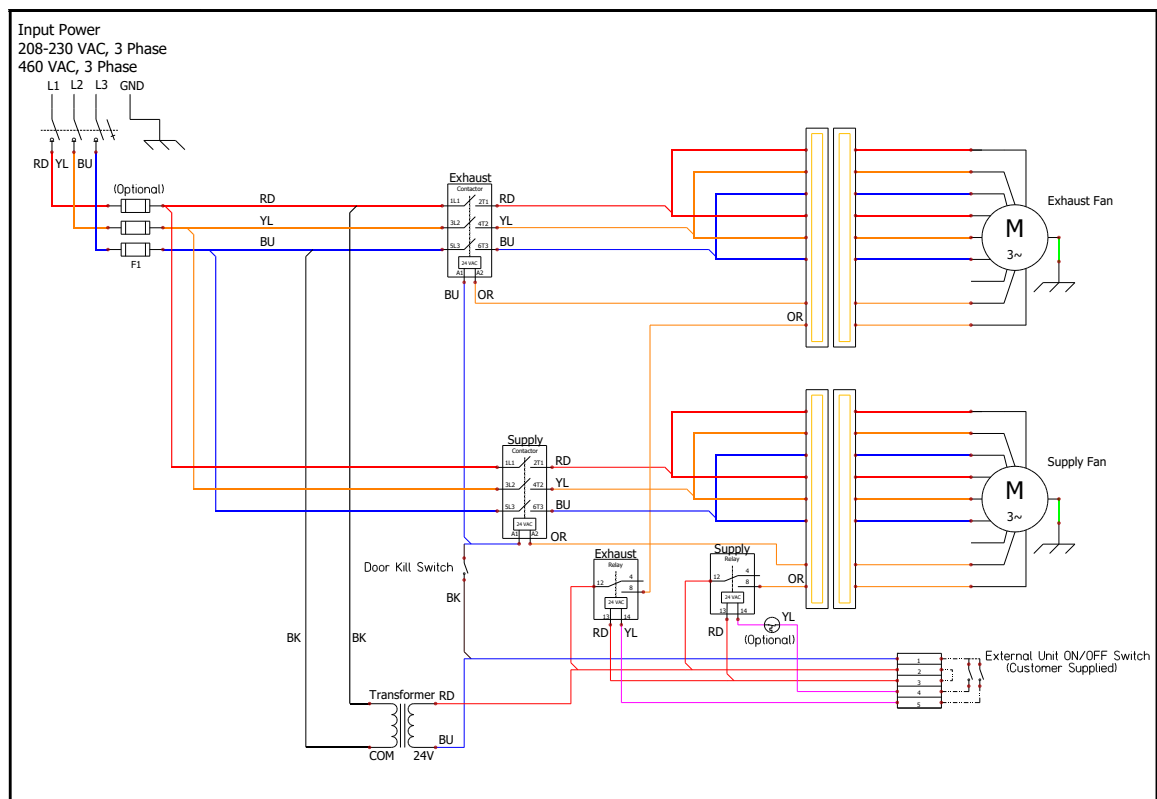 Input Power
208-230 VAC, 3 Phase
460 VAC, 3 Phase
L1 L2 L3 GND
RD YL BU
(Optional)
F1
RD
YL
BU
Exhaust
Contactor
1L1 2T1
3L2 4T2
5L3 6T3
24 VAC
A1 A2
RD
YL
BU
BU OR
OR
M
3~
Exhaust Fan
Supply
Contactor
1L1 2T1
3L2 4T2
5L3 6T3
24 VAC
A1 A2
RD
YL
BU
OR
M
3~
Supply Fan
Door Kill Switch
BK
Exhaust
Relay
12 4
8
24 VAC
13 14
RD YL
Supply
Relay
12 4
8
24 VAC
13 14
OR
RD
YL
(Optional)
BK BK
1
2
3
4
5
External Unit ON/OFF Switch
(Customer Supplied)
Transformer
RD
BU
COM 24V